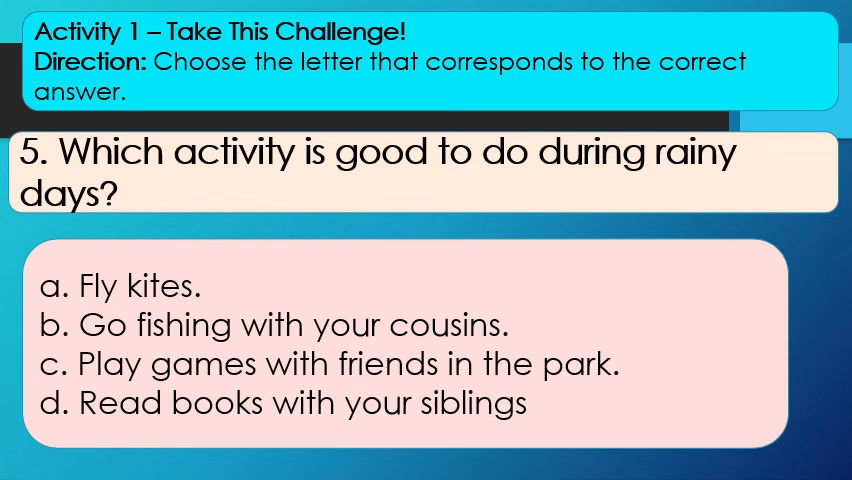 Activity 1 – Take This Challenge!
Direction: Choose the letter that corresponds to the correct
answer.
5. Which activity is good to do during rainy
days?
a. Fly kites.
b. Go fishing with your cousins.
c. Play games with friends in the park.
d. Read books with your siblings